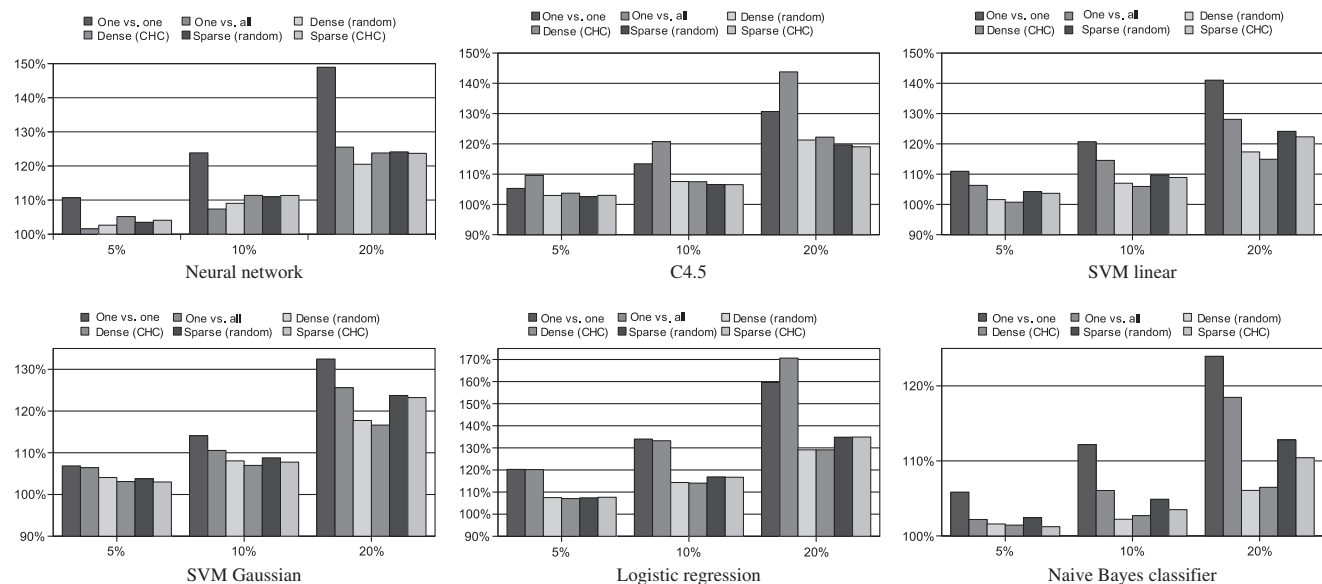 One vs. one One vs. all Dense (random)
Dense (CHC) Sparse (random) Sparse (CHC)
150%
140%
130%
120%
110%
100%
5% 10% 20%
Neural network
One vs. one One vs. all Dense (random)
Dense (CHC) Sparse (random) Sparse (CHC)
150%
140%
130%
120%
110%
100%
90%
5% 10% 20%
C4.5
One vs. one One vs. all Dense (random)
Dense (CHC) Sparse (random) Sparse (CHC)
150%
140%
130%
120%
110%
100%
90%
5% 10% 20%
SVM linear
One vs. one One vs. all Dense (random)
Dense (CHC) Sparse (random) Sparse (CHC)
130%
120%
110%
100%
90%
5% 10% 20%
SVM Gaussian
One vs. one One vs. all Dense (random)
Dense (CHC) Sparse (random) Sparse (CHC)
170%
160%
150%
140%
130%
120%
110%
100%
90%
5% 10% 20%
Logistic regression
One vs. one One vs. all Dense (random)
Dense (CHC) Sparse (random) Sparse (CHC)
120%
110%
100%
5% 10% 20%
Naive Bayes classifier